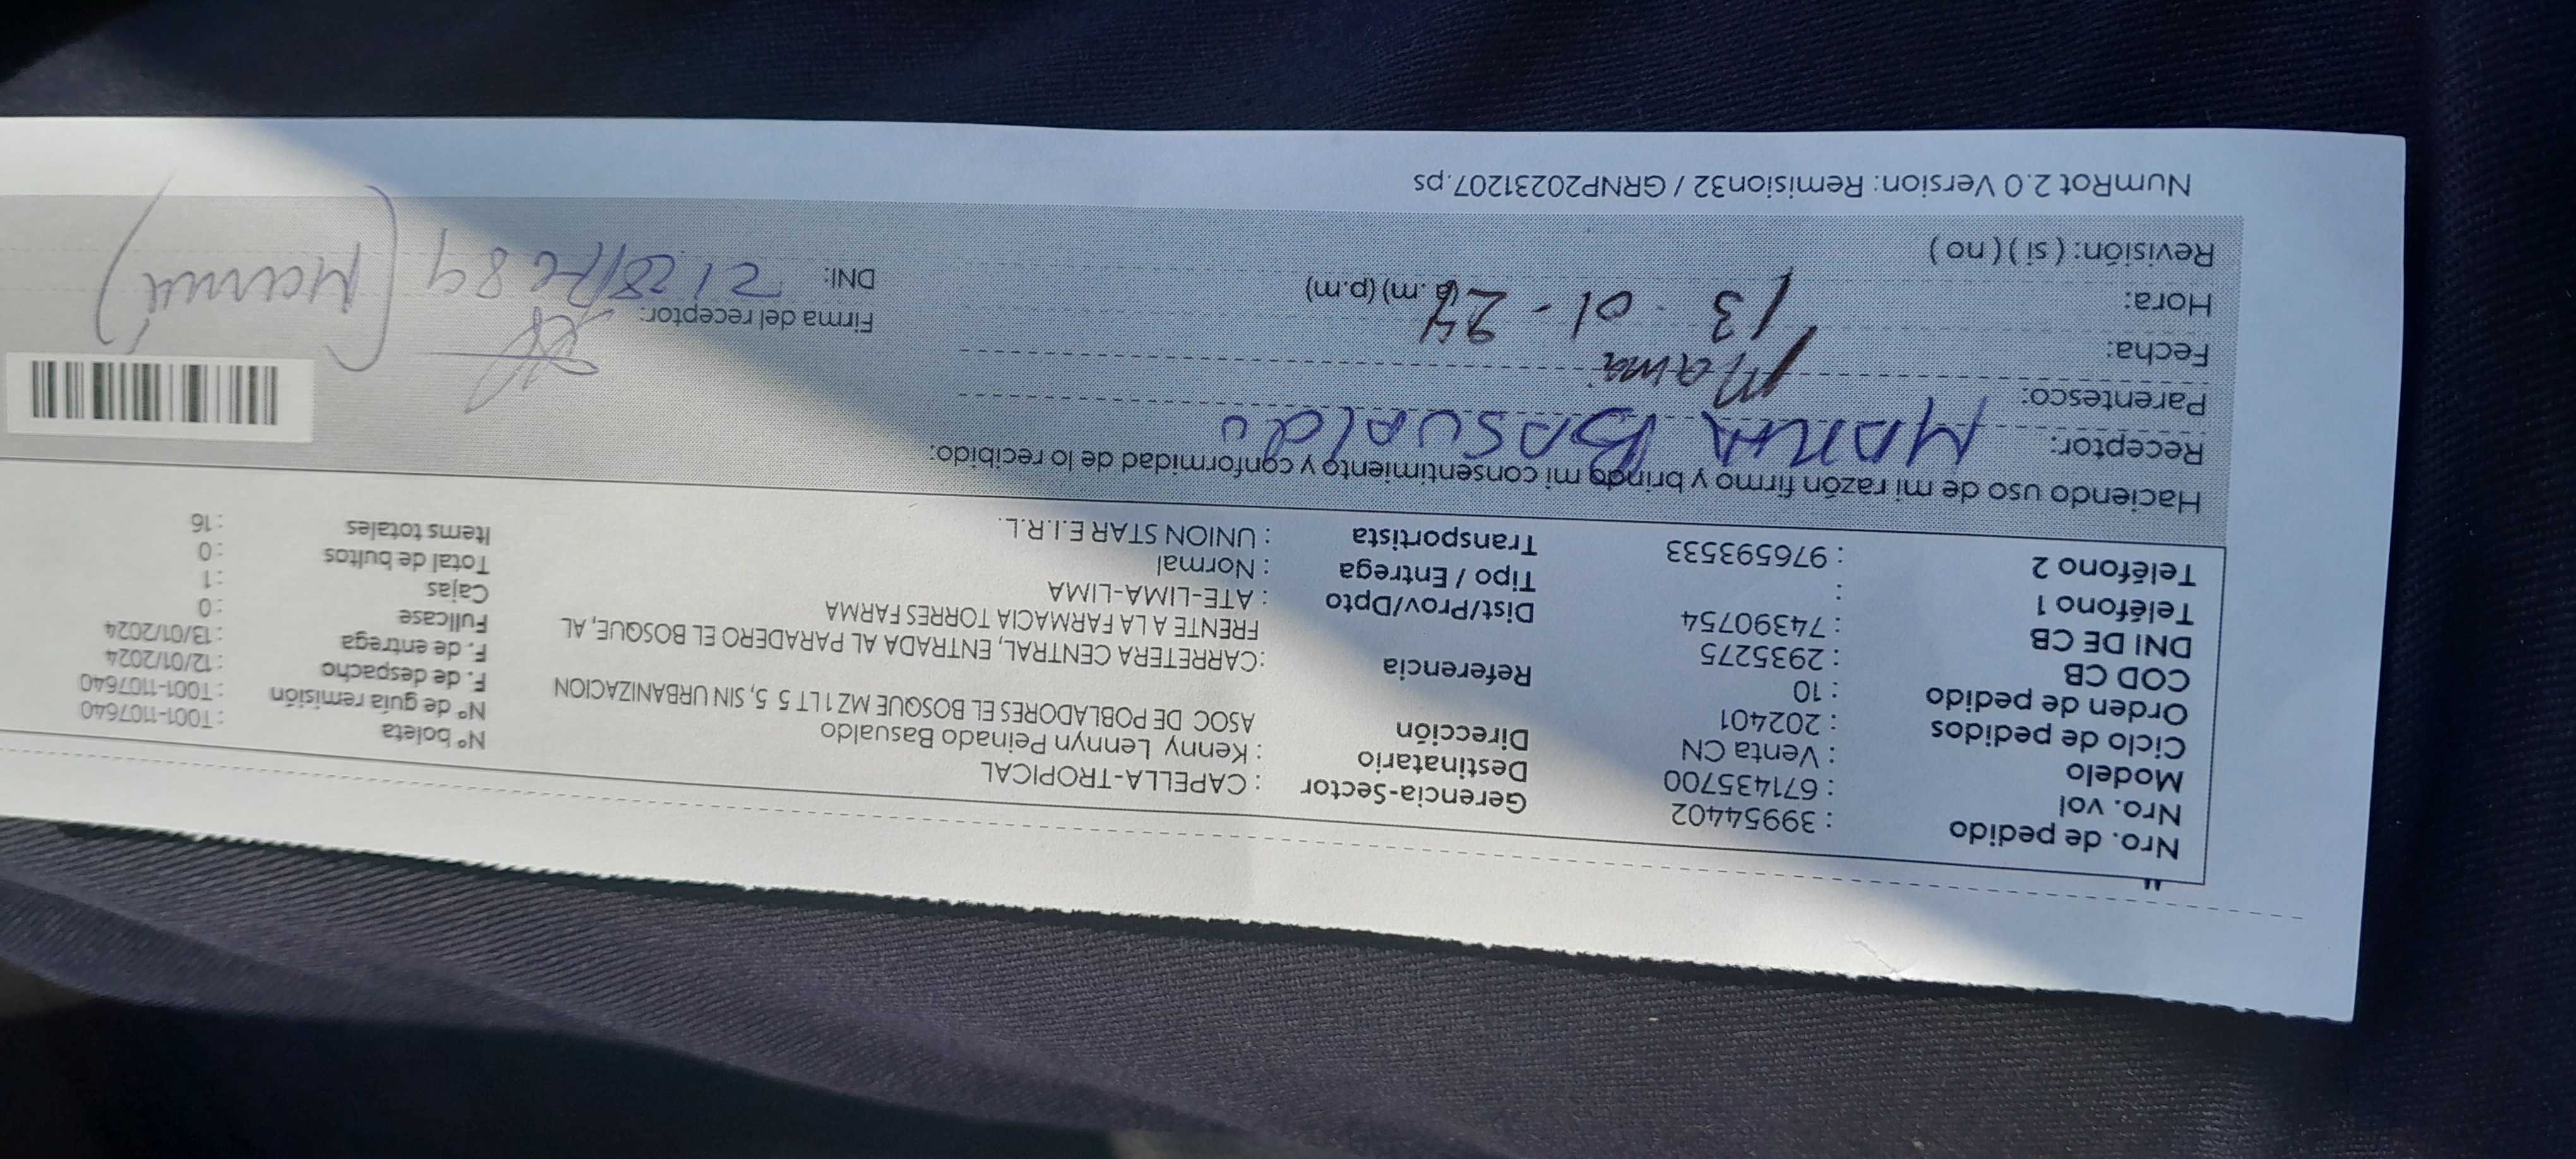 Nro. de pedido : 39954402
Nro. vol : 671435700
Modelo : Venta CN
Ciclo de pedidos : 202401
Orden de pedido : 10
COD CB : 2935275
DNI DE CB : 74390754
Teléfono 1 :
Teléfono 2 : 976593533
Gerencia-Sector : CAPELLA-TROPICAL
Destinatario : Kenny Lennyn Peinado Basualdo
Dirección ASOC DE POBLADORES EL BOSQUE MZ 1 LT 5 5, SIN URBANIZACION
Referencia : CARRETERA CENTRAL, ENTRADA AL PARADERO EL BOSQUE, AL
FRENTE A LA FARMACIA TORRES FARMA
Dist/Prov/Dpto : ATE-LIMA-LIMA
Tipo / Entrega : Normal
Transportista : UNION STAR E.I.R.L.
Nº boleta : T001-1107640
Nº de guía remisión : T001-1107640
F. de despacho : 12/01/2024
F. de entrega : 13/01/2024
Fullcase : 0
Cajas : 1
Total de bultos : 0
Items totales : 16
Haciendo uso de mi razón firmo y brindo mi consentimiento y conformidad de lo recibido:
Receptor: MARIA BASUAldo
Parentesco: Mamá
Fecha: 13-01-24
Hora: (a.m) (p.m)
Revisión: ( si ) ( no )
Firma del receptor:
DNI: (Mamá)
NumRot 2.0 Version: Remision32 / GRNP20231207.ps